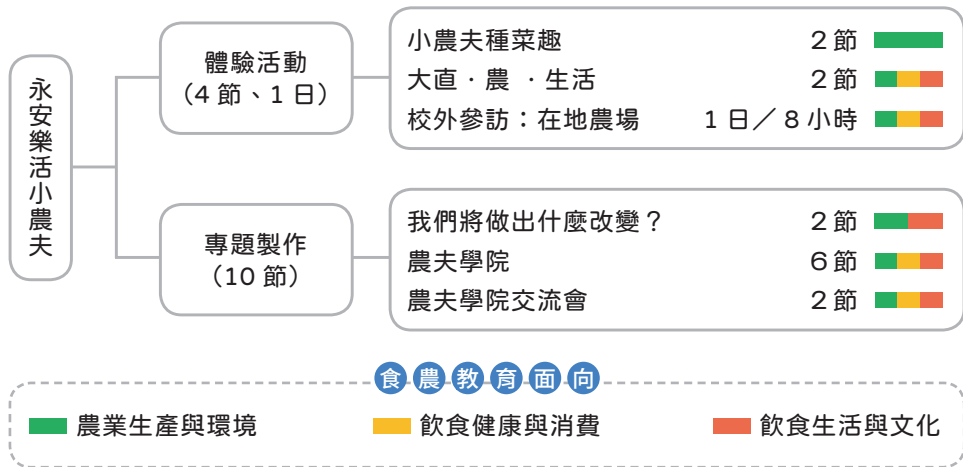 永安樂活小農夫
體驗活動
（4 節、1 日）
小農夫種菜趣 2 節
大直．農 ．生活 2 節
校外參訪：在地農場 1 日／ 8 小時
專題製作
（10 節）
我們將做出什麼改變？ 2 節
農夫學院 6 節
農夫學院交流會 2 節
食農教育面向
農業生產與環境 飲食健康與消費 飲食生活與文化